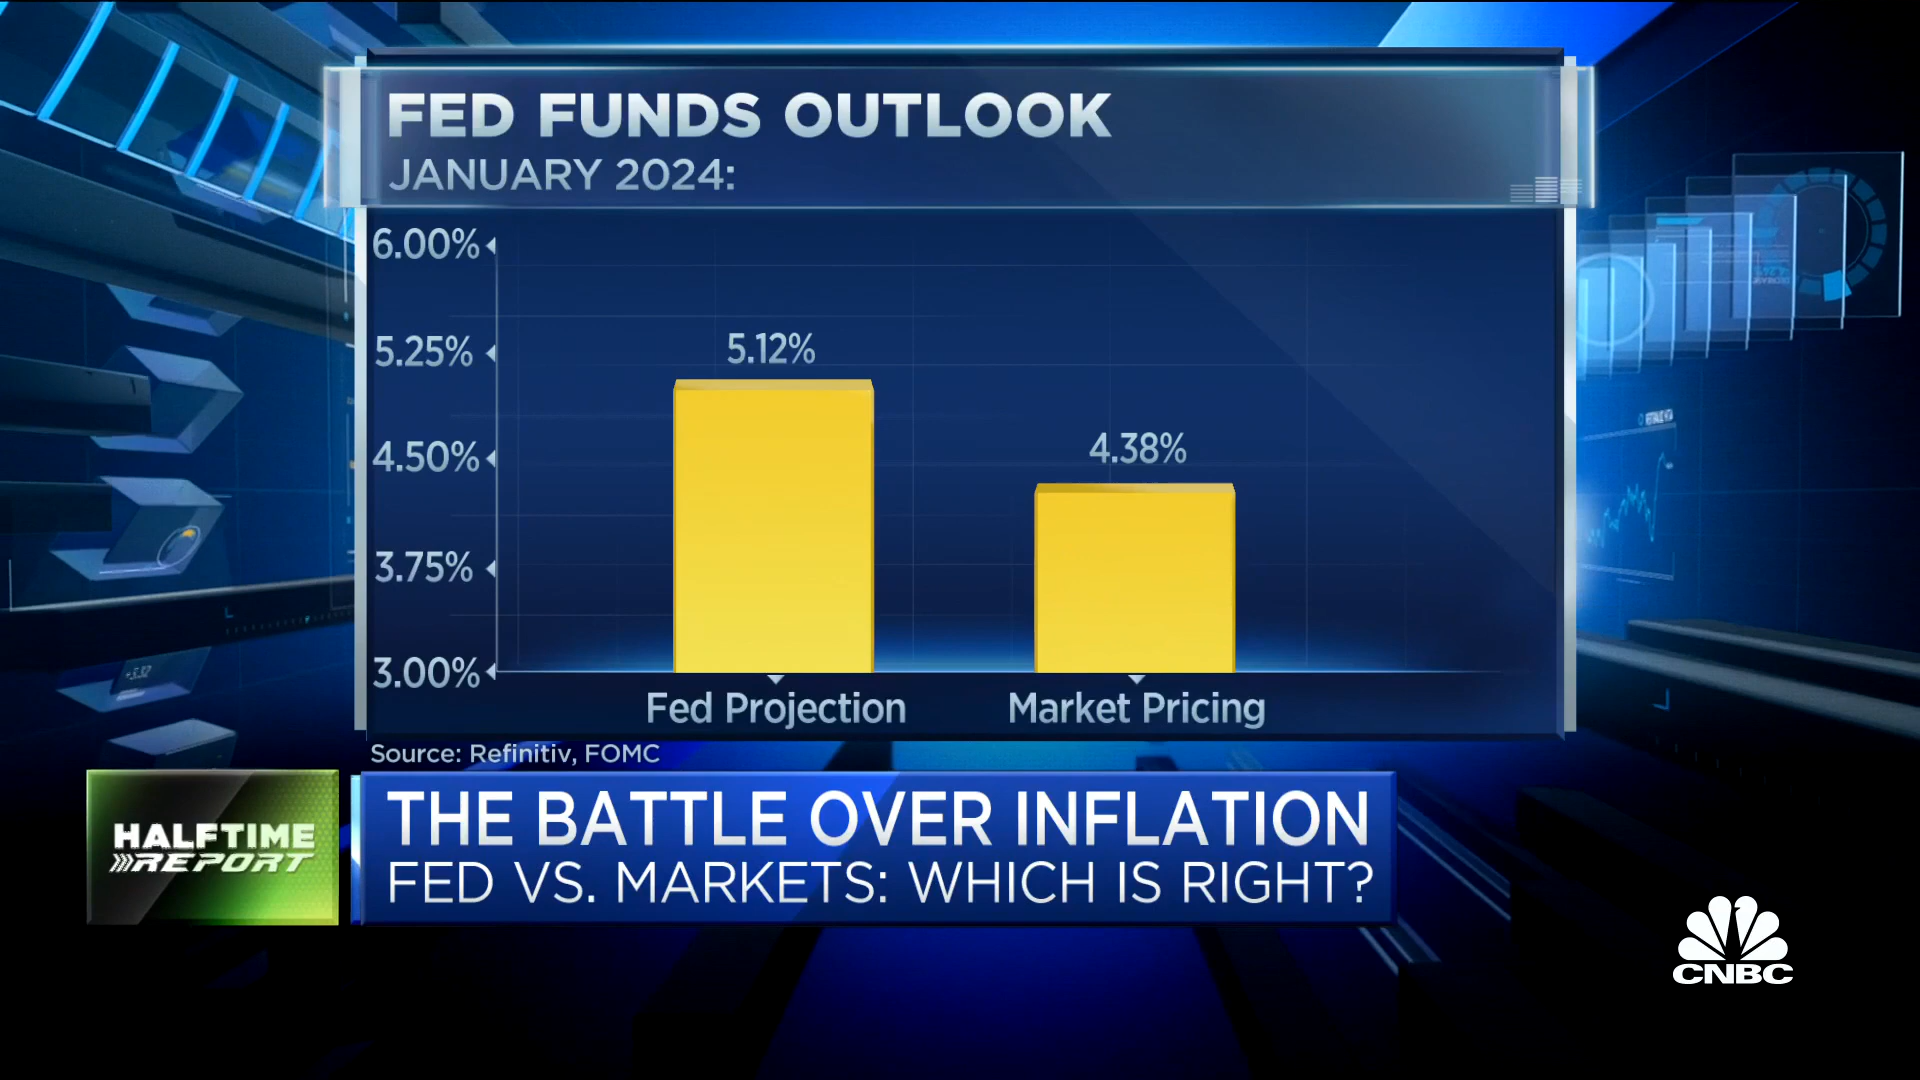 FED FUNDS OUTLOOK
JANUARY 2024:
6.00%
5.25%
4.50%
3.75%
3.00%
5.12%
4.38%
Fed Projection
Market Pricing
Source: Refinitiv, FOMC
HALFTIME
REPORT
THE BATTLE OVER INFLATION
FED VS. MARKETS: WHICH IS RIGHT?
CNBC